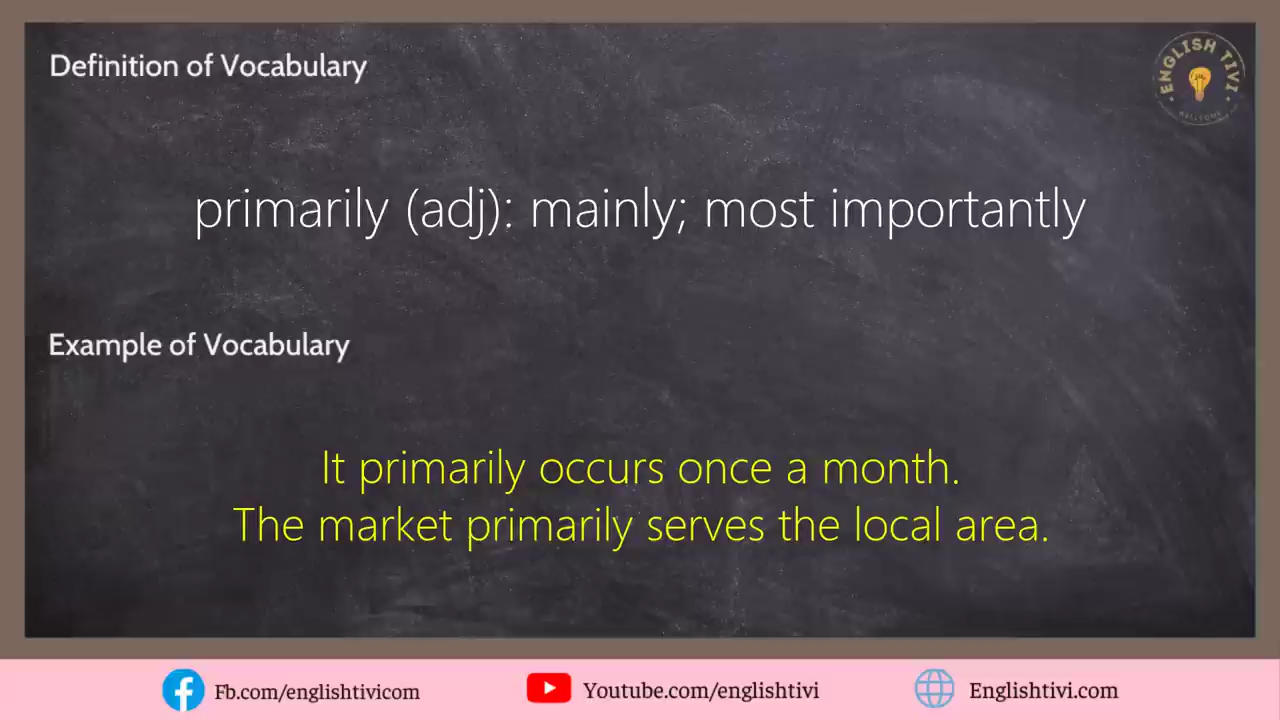 Definition of Vocabulary
ENGLISH TIVI
WELCOME
primarily (adj): mainly; most importantly
Example of Vocabulary
It primarily occurs once a month.
The market primarily serves the local area.
Fb.com/englishtivicom
Youtube.com/englishtivi
Englishtivi.com